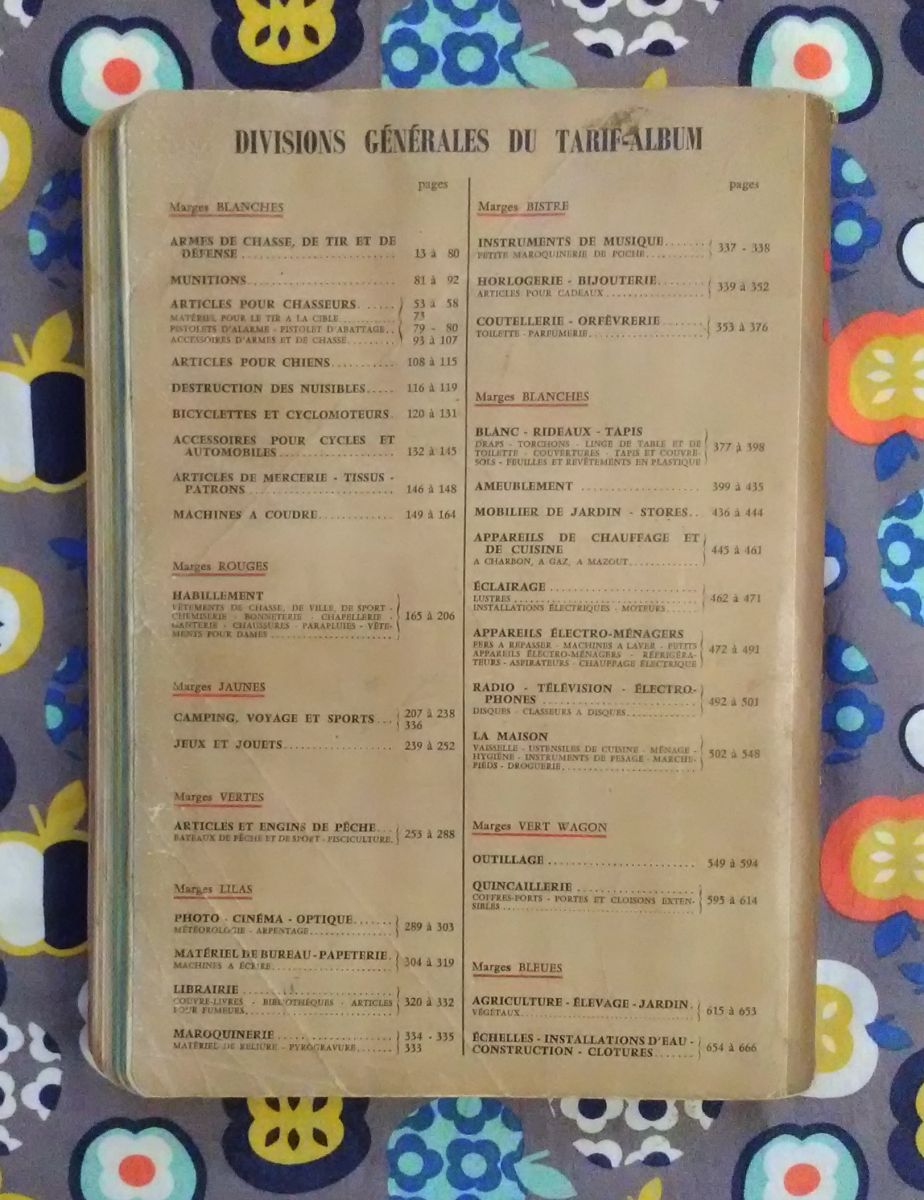 DIVISIONS GÉNÉRALES DU TARIF-ALBUM
pages
Marges BLANCHES
ARMES DE CHASSE, DE TIR ET DE
DÉFENSE .......... 13 à 80
MUNITIONS.......... 81 à 92
ARTICLES POUR CHASSEURS...... 53 à 58
MATÉRIEL POUR LE TIR A LA CIBLE.......... 73
PISTOLETS D'ALARME - PISTOLET D'ABATTAGE.. 79 - 80
ACCESSOIRES D'ARMES ET DE CHASSE.......... 93 à 107
ARTICLES POUR CHIENS.......... 108 à 115
DESTRUCTION DES NUISIBLES..... 116 à 119
BICYCLETTES ET CYCLOMOTEURS. 120 à 131
ACCESSOIRES POUR CYCLES ET
AUTOMOBILES .......... 132 à 145
ARTICLES DE MERCERIE - TISSUS -
PATRONS .......... 146 à 148
MACHINES A COUDRE.......... 149 à 164
Marges ROUGES
HABILLEMENT
VÊTEMENTS DE CHASSE, DE VILLE, DE SPORT -
CHEMISERIE - BONNETERIE - CHAPELLERIE - 165 à 206
GANTERIE - CHAUSSURES - PARAPLUIES - VÊTE-
MENTS POUR DAMES ..........
Marges JAUNES
CAMPING, VOYAGE ET SPORTS... 207 à 238
336
JEUX ET JOUETS.......... 239 à 252
Marges VERTES
ARTICLES ET ENGINS DE PÊCHE... 253 à 288
BATEAUX DE PÊCHE ET DE SPORT - PISCICULTURE.
Marges LILAS
PHOTO - CINÉMA - OPTIQUE....... 289 à 303
MÉTÉOROLOGIE - ARPENTAGE..........
MATÉRIEL DE BUREAU - PAPETERIE. 304 à 319
MACHINES A ÉCRIRE..........
LIBRAIRIE ..........
COUVRE-LIVRES - BIBLIOTHÈQUES - ARTICLES 320 à 332
POUR FUMEURS..........
MAROQUINERIE .......... 334 - 335
MATÉRIEL DE RELIURE - PYROGRAVURE....... 333
pages
Marges BISTRE
INSTRUMENTS DE MUSIQUE....... 337 - 338
PETITE MAROQUINERIE DE POCHE..........
HORLOGERIE - BIJOUTERIE....... 339 à 352
ARTICLES POUR CADEAUX..........
COUTELLERIE - ORFÈVRERIE ...... 353 à 376
TOILETTE - PARFUMERIE..........
Marges BLANCHES
BLANC - RIDEAUX - TAPIS
DRAPS - TORCHONS - LINGE DE TABLE ET DE 377 à 398
TOILETTE - COUVERTURES - TAPIS ET COUVRE-
SOLS - FEUILLES ET REVÊTEMENTS EN PLASTIQUE
AMEUBLEMENT .......... 399 à 435
MOBILIER DE JARDIN - STORES.. 436 à 444
APPAREILS DE CHAUFFAGE ET
DE CUISINE 445 à 461
A CHARBON, A GAZ, A MAZOUT..........
ÉCLAIRAGE ..........
LUSTRES .......... 462 à 471
INSTALLATIONS ÉLECTRIQUES - MOTEURS......
APPAREILS ÉLECTRO-MÉNAGERS
FERS A REPASSER - MACHINES A LAVER - PETITS 472 à 491
APPAREILS ÉLECTRO-MÉNAGERS - RÉFRIGÉRA-
TEURS - ASPIRATEURS - CHAUFFAGE ÉLECTRIQUE
RADIO - TÉLÉVISION - ÉLECTRO-
PHONES .......... 492 à 501
DISQUES - CLASSEURS A DISQUES..........
LA MAISON
VAISSELLE - USTENSILES DE CUISINE - MÉNAGE - 502 à 548
HYGIÈNE - INSTRUMENTS DE PESAGE - MARCHE-
PIEDS - DROGUERIE..........
Marges VERT WAGON
OUTILLAGE .......... 549 à 594
QUINCAILLERIE ..........
COFFRES-FORTS - PORTES ET CLOISONS EXTEN- 595 à 614
SIBLES..........
Marges BLEUES
AGRICULTURE - ÉLEVAGE - JARDIN. 615 à 653
VÉGÉTAUX..........
ÉCHELLES - INSTALLATIONS D'EAU - 654 à 666
CONSTRUCTION - CLOTURES.......